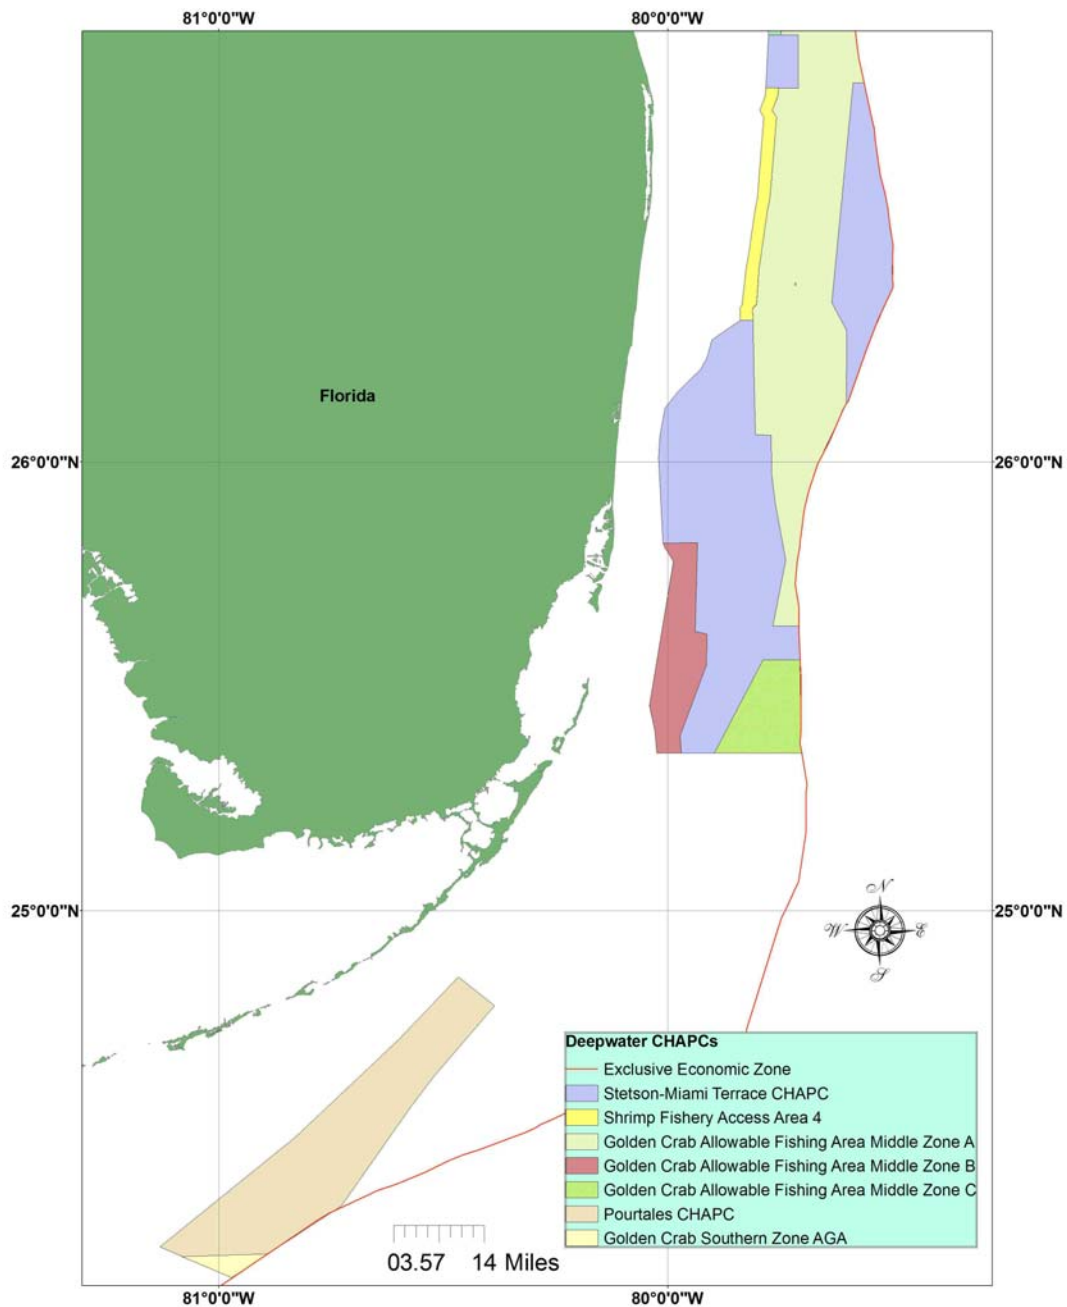 81°0'0"W 80°0'0"W
Florida
26°0'0"N 26°0'0"N
25°0'0"N 25°0'0"N
N
W E
S
Deepwater CHAPCs
Exclusive Economic Zone
Stetson-Miami Terrace CHAPC
Shrimp Fishery Access Area 4
Golden Crab Allowable Fishing Area Middle Zone A
Golden Crab Allowable Fishing Area Middle Zone B
Golden Crab Allowable Fishing Area Middle Zone C
Pourtales CHAPC
Golden Crab Southern Zone AGA
03.57 14 Miles
81°0'0"W 80°0'0"W